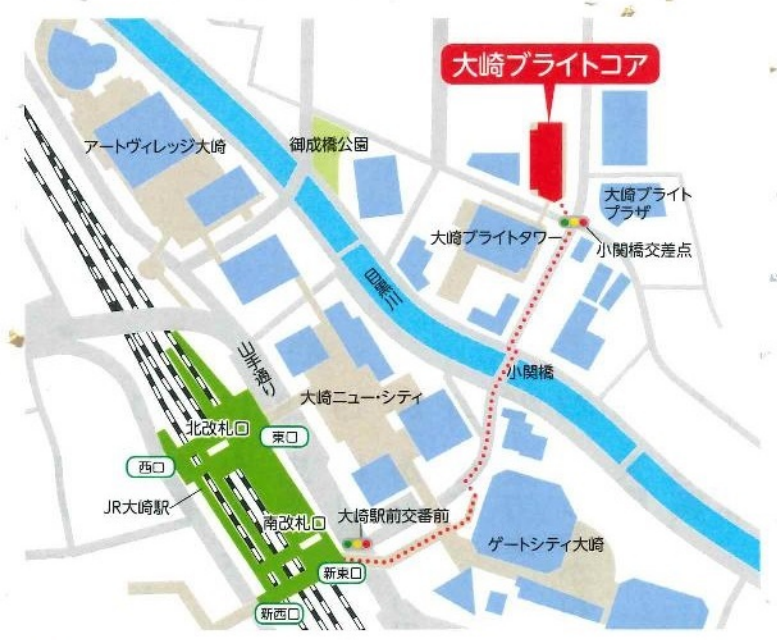 大崎ブライトコア
アートヴィレッジ大崎
御成橋公園
大崎ブライト
プラザ
大崎ブライトタワー
小関橋交差点
目黒川
山手通り
小関橋
大崎ニュー・シティ
北改札口
東口
西口
JR大崎駅
南改札口
大崎駅前交番前
ゲートシティ大崎
新東口
新西口